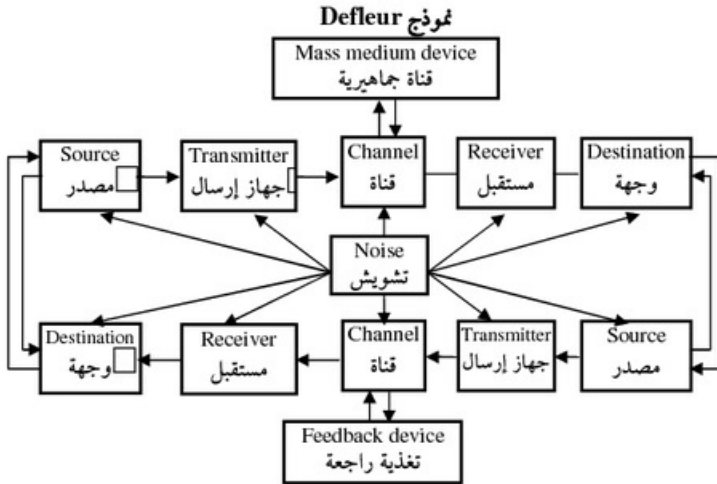 نموذج Defleur
Mass medium device
قناة جماهيرية
Source
مصدر
Transmitter
جهاز إرسال
Channel
قناة
Receiver
مستقبل
Destination
وجهة
Noise
تشويش
Destination
وجهة
Receiver
مستقبل
Channel
قناة
Transmitter
جهاز إرسال
Source
مصدر
Feedback device
تغذية راجعة